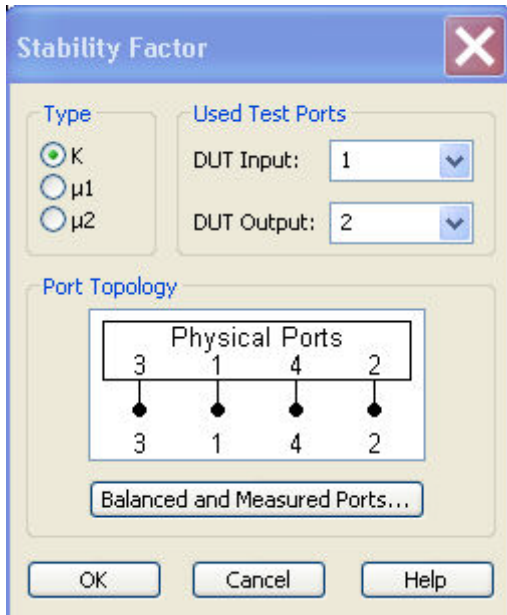 Stability Factor
Type
K
µ1
µ2
Used Test Ports
DUT Input: 1
DUT Output: 2
Port Topology
Physical Ports
3 1 4 2
3 1 4 2
Balanced and Measured Ports...
OK Cancel Help